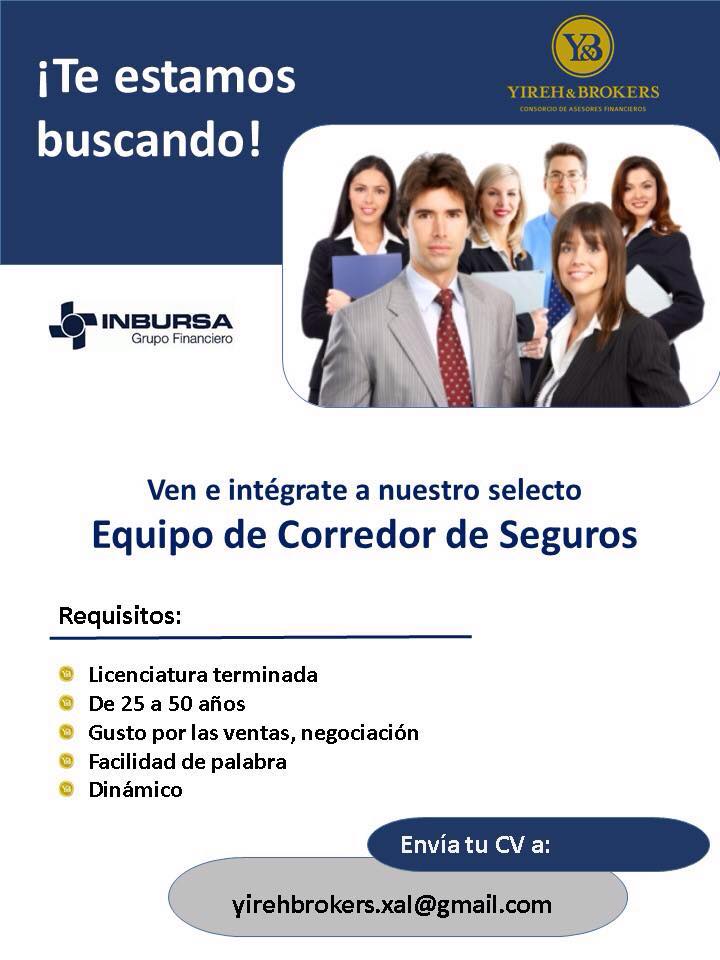 ¡Te estamos
buscando!
Y&B
YIREH&BROKERS
CONSORCIO DE ASESORES FINANCIEROS
INBURSA
Grupo Financiero
Ven e intégrate a nuestro selecto
Equipo de Corredor de Seguros
Requisitos:
Licenciatura terminada
De 25 a 50 años
Gusto por las ventas, negociación
Facilidad de palabra
Dinámico
Envía tu CV a:
yirehbrokers.xal@gmail.com